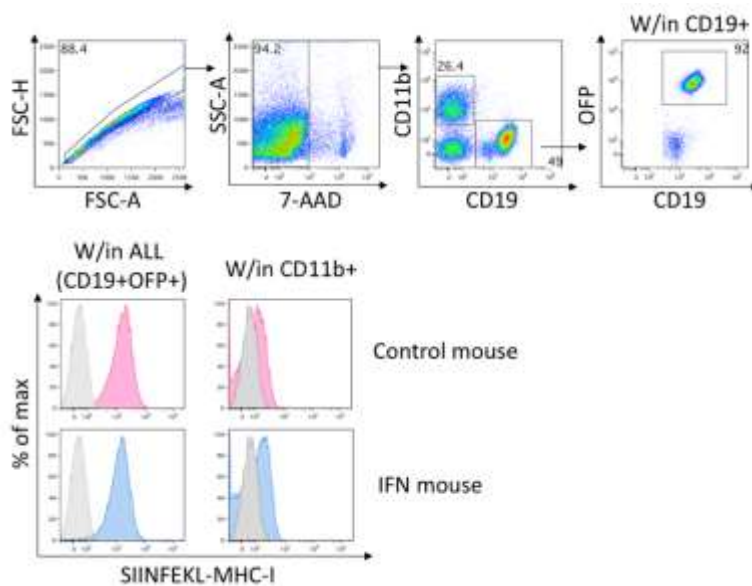 W/in CD19+
88.4
94.2
26.4
49
92
FSC-H
SSC-A
CD11b
OFP
FSC-A
7-AAD
CD19
CD19
W/in ALL
(CD19+OFP+)
W/in CD11b+
Control mouse
% of max
IFN mouse
SIINFEKL-MHC-I